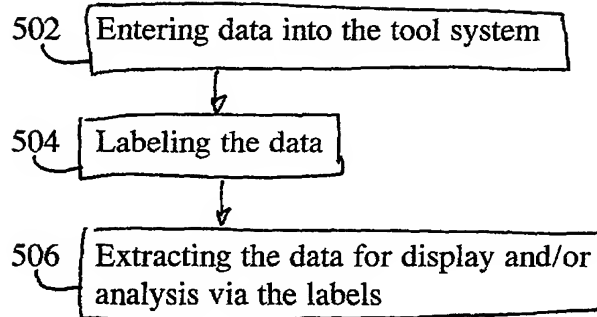 502 Entering data into the tool system
504 Labeling the data
506 Extracting the data for display and/or
analysis via the labels